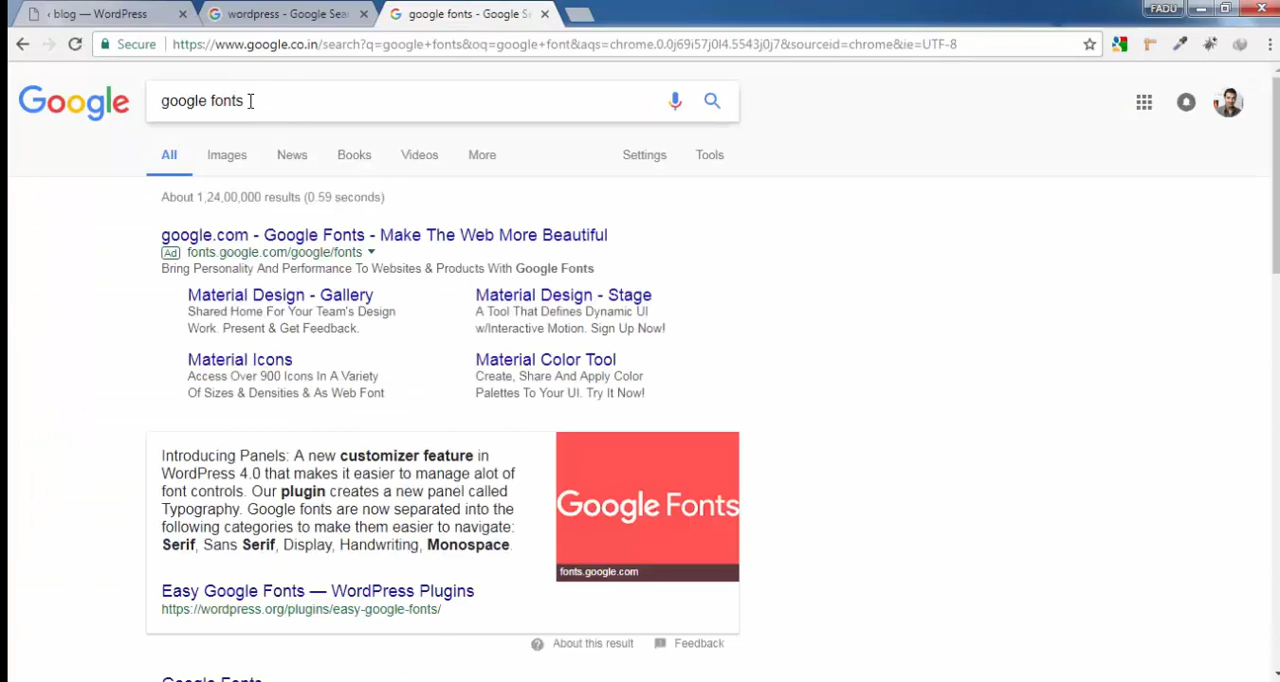 ‹ blog — WordPress
wordpress - Google Sea
google fonts - Google S
FADU
Secure
https://www.google.co.in/search?q=google+fonts&oq=google+font&aqs=chrome.0.0j69i57j0l4.5543j0j7&sourceid=chrome&ie=UTF-8
Google
google fonts
All
Images
News
Books
Videos
More
Settings
Tools
About 1,24,00,000 results (0.59 seconds)
google.com - Google Fonts - Make The Web More Beautiful
Ad fonts.google.com/google/fonts
Bring Personality And Performance To Websites & Products With Google Fonts
Material Design - Gallery
Shared Home For Your Team's Design
Work. Present & Get Feedback.
Material Design - Stage
A Tool That Defines Dynamic UI
w/Interactive Motion. Sign Up Now!
Material Icons
Access Over 900 Icons In A Variety
Of Sizes & Densities & As Web Font
Material Color Tool
Create, Share And Apply Color
Palettes To Your UI. Try It Now!
Introducing Panels: A new customizer feature in
WordPress 4.0 that makes it easier to manage alot of
font controls. Our plugin creates a new panel called
Typography. Google fonts are now separated into the
following categories to make them easier to navigate:
Serif, Sans Serif, Display, Handwriting, Monospace.
Google Fonts
fonts.google.com
Easy Google Fonts — WordPress Plugins
https://wordpress.org/plugins/easy-google-fonts/
About this result
Feedback
Google Fonts